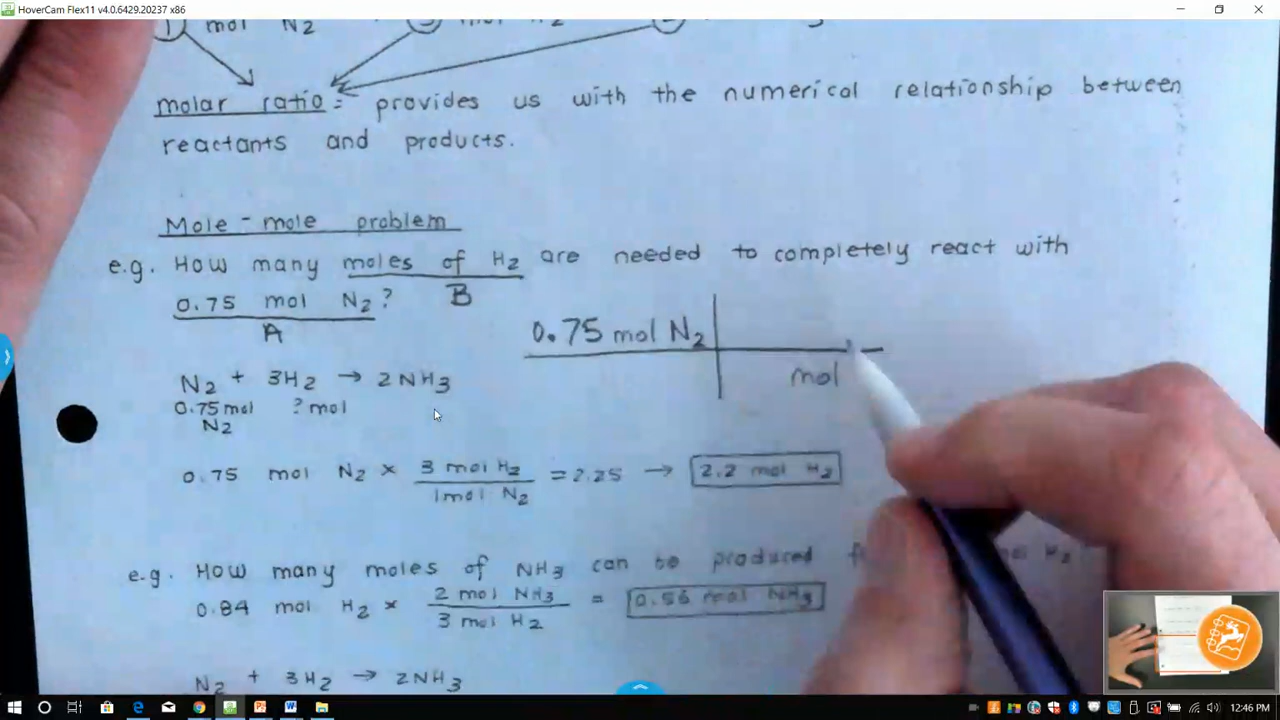 HoverCam Flex11 v4.0.6429.20237 x86
1 mol N2
molar ratio = provides us with the numerical relationship between
reactants and products.
Mole - mole problem
e.g. How many moles of H2 are needed to completely react with
0.75 mol N2?
B
A
0.75 mol N2
mol
N2 + 3H2 → 2NH3
0.75 mol ? mol
N2
0.75 mol N2 × 3 mol H2 = 2.25 → 2.2 mol H2
1 mol N2
e.g. How many moles of NH3 can be produced
0.84 mol H2 × 2 mol NH3 = 0.56 mol NH3
3 mol H2
N2 + 3H2 → 2NH3
12:46 PM